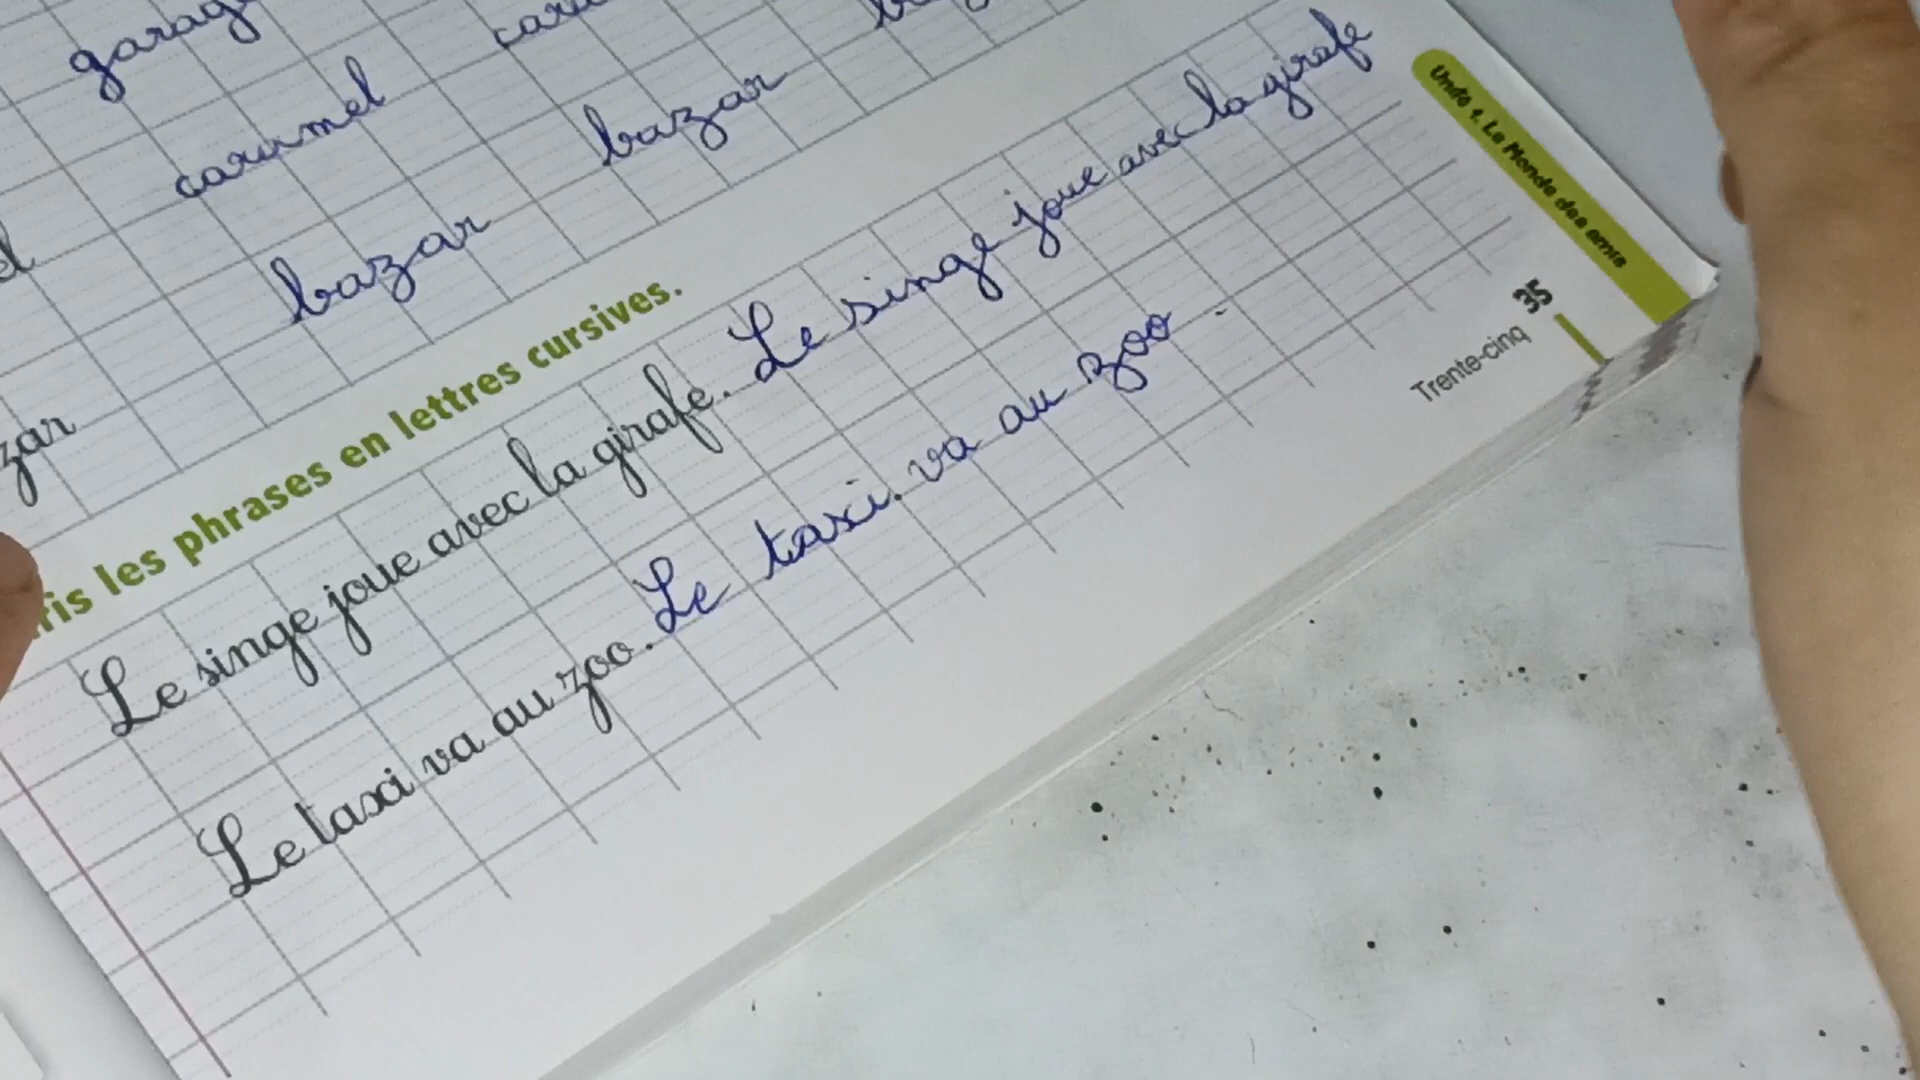 caramel
bazar
bazar
zar
les phrases en lettres cursives.
Le singe joue avec la girafe. Le singe joue avec la girafe
Le taxi va au zoo. Le taxi va au zoo.
Unité 1. Le Monde des amis
Trente-cinq 35